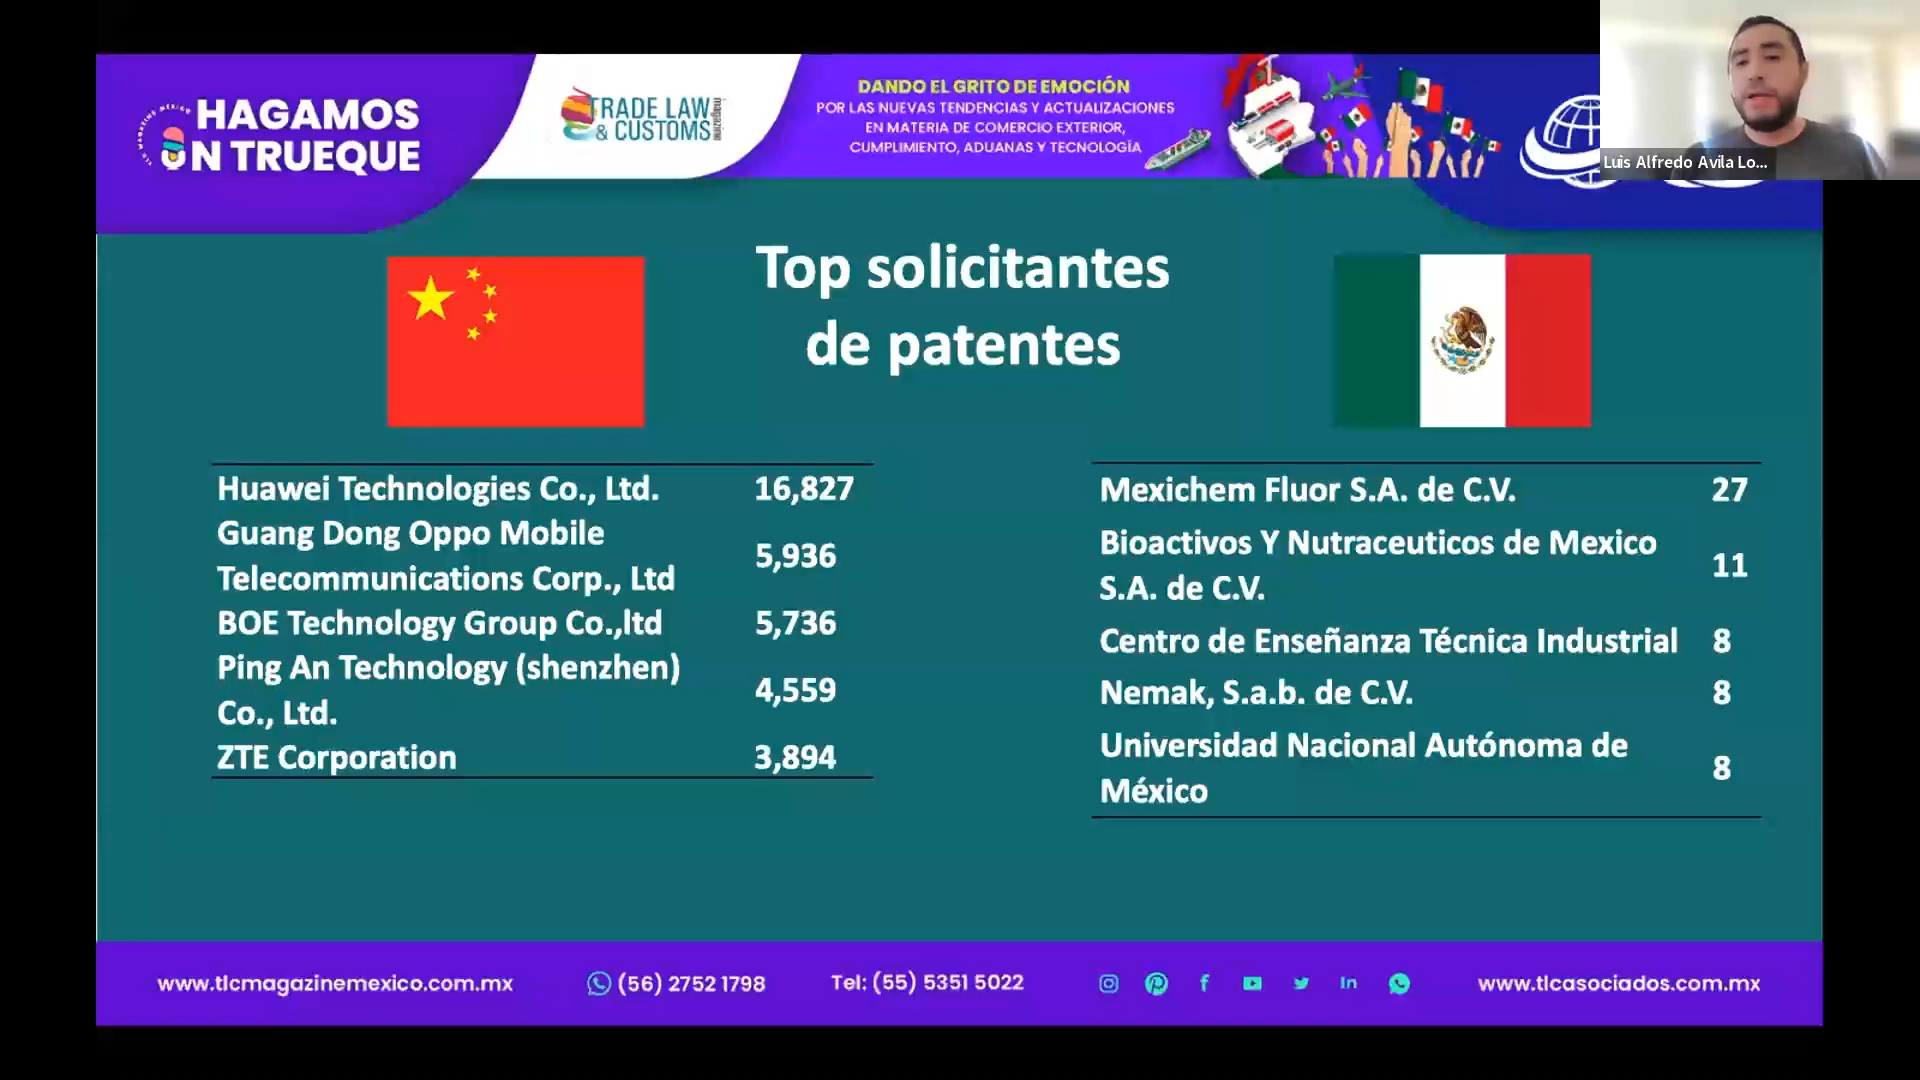 HAGAMOS
UN TRUEQUE
TRADE LAW
& CUSTOMS
magazine
DANDO EL GRITO DE EMOCIÓN
POR LAS NUEVAS TENDENCIAS Y ACTUALIZACIONES
EN MATERIA DE COMERCIO EXTERIOR,
CUMPLIMIENTO, ADUANAS Y TECNOLOGÍA
Luis Alfredo Avila Lo...
Top solicitantes
de patentes
Huawei Technologies Co., Ltd. 16,827
Guang Dong Oppo Mobile
Telecommunications Corp., Ltd 5,936
BOE Technology Group Co.,ltd 5,736
Ping An Technology (shenzhen)
Co., Ltd. 4,559
ZTE Corporation 3,894
Mexichem Fluor S.A. de C.V. 27
Bioactivos Y Nutraceuticos de Mexico
S.A. de C.V. 11
Centro de Enseñanza Técnica Industrial 8
Nemak, S.a.b. de C.V. 8
Universidad Nacional Autónoma de
México 8
www.tlcmagazinemexico.com.mx (56) 2752 1798 Tel: (55) 5351 5022 www.tlcasociados.com.mx